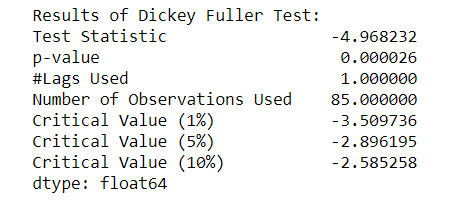 Results of Dickey Fuller Test:
Test Statistic -4.968232
p-value 0.000026
#Lags Used 1.000000
Number of Observations Used 85.000000
Critical Value (1%) -3.509736
Critical Value (5%) -2.896195
Critical Value (10%) -2.585258
dtype: float64